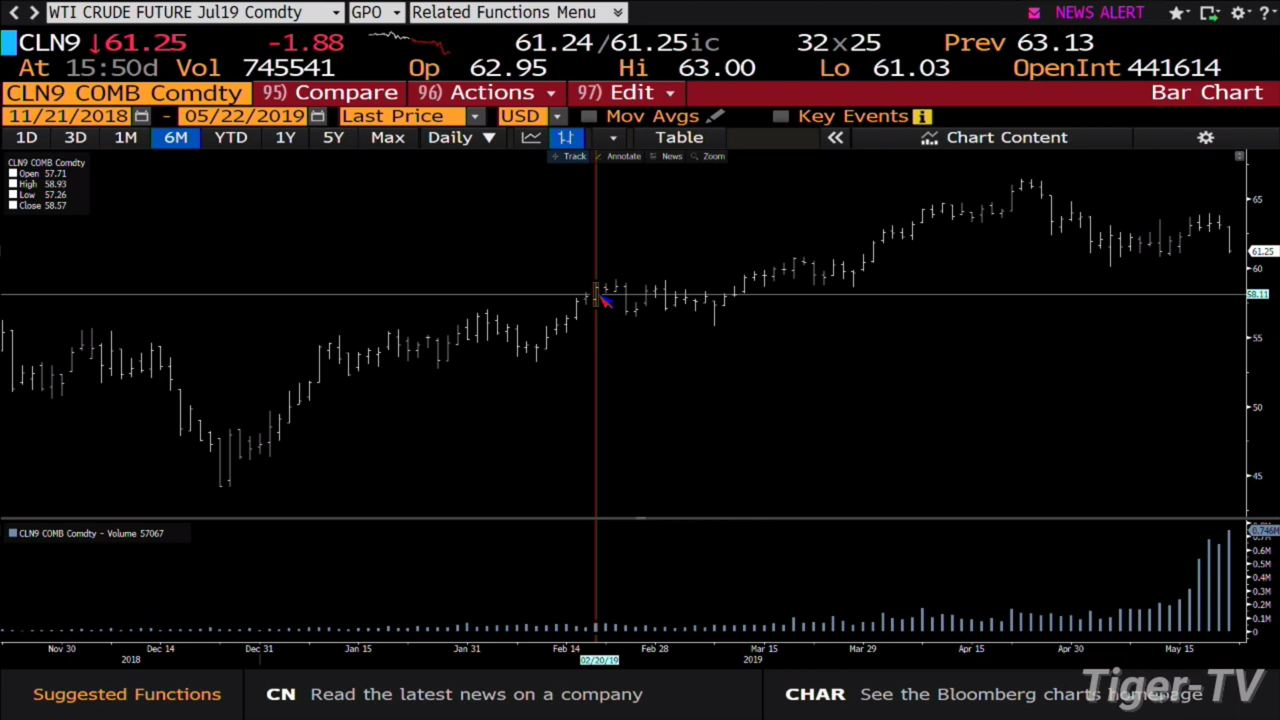 WTI CRUDE FUTURE Jul19 Comdty GPO Related Functions Menu NEWS ALERT ?
CLN9 ↓61.25 -1.88 61.24/61.25ic 32x25 Prev 63.13
At 15:50d Vol 745541 Op 62.95 Hi 63.00 Lo 61.03 OpenInt 441614
CLN9 COMB Comdty 95) Compare 96) Actions 97) Edit Bar Chart
11/21/2018 - 05/22/2019 Last Price USD Mov Avgs Key Events
1D 3D 1M 6M YTD 1Y 5Y Max Daily ▼ Table « Chart Content
Track Annotate News Zoom
CLN9 COMB Comdty
Open 57.71
High 58.93
Low 57.26
Close 58.57
65
61.25
60
58.11
55
50
45
CLN9 COMB Comdty - Volume 57067
0.746M
0.6M
0.5M
0.4M
0.3M
0.2M
0.1M
0
Nov 30 Dec 14 Dec 31 Jan 15 Jan 31 Feb 14 Feb 28 Mar 15 Mar 29 Apr 15 Apr 30 May 15
2018 02/20/19 2019
Suggested Functions CN Read the latest news on a company CHAR See the Bloomberg charts homepage
Tiger-TV